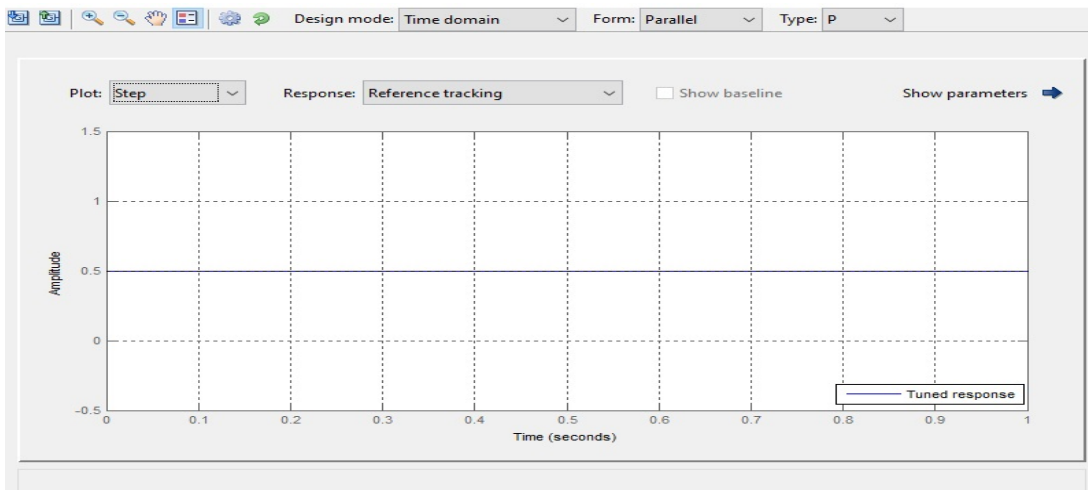 Design mode: Time domain Form: Parallel Type: P
Plot: Step Response: Reference tracking Show baseline Show parameters
1.5
1
0.5
0
-0.5
Amplitude
Tuned response
0 0.1 0.2 0.3 0.4 0.5 0.6 0.7 0.8 0.9 1
Time (seconds)